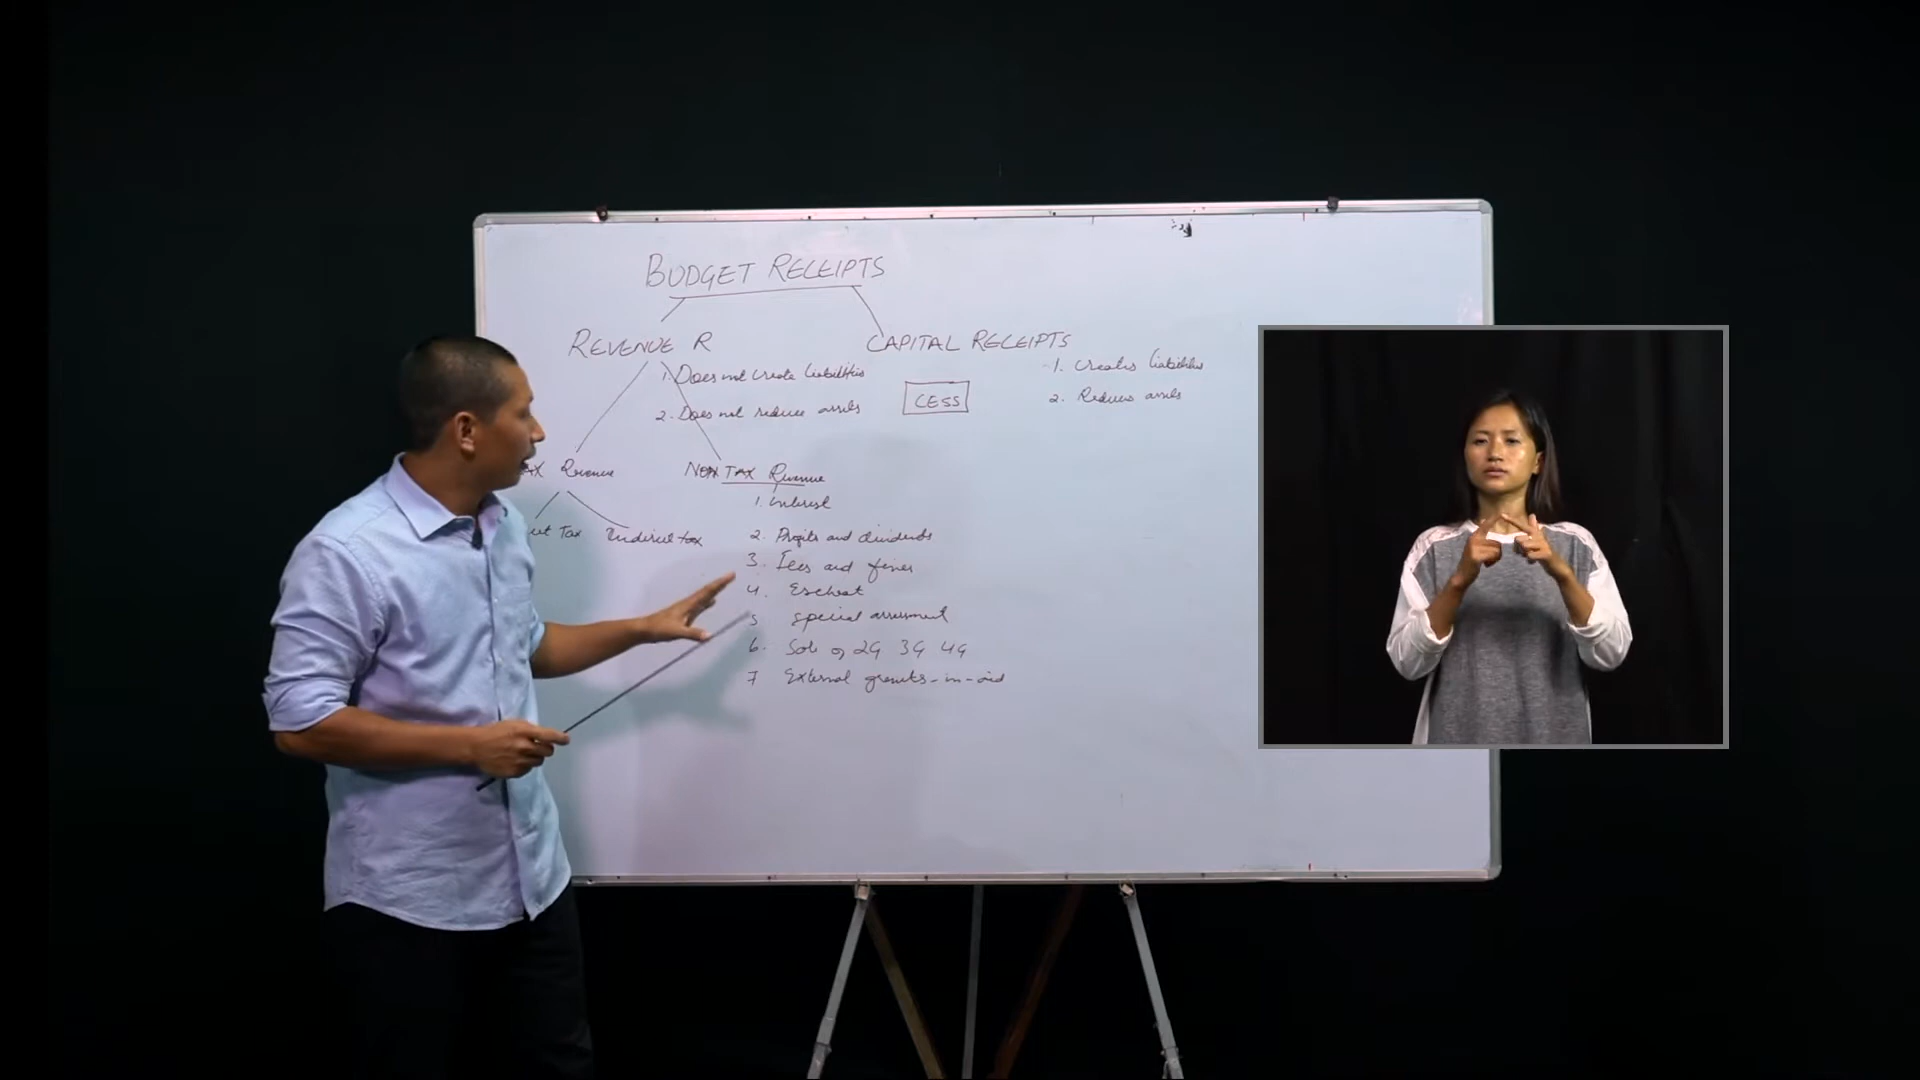 BUDGET RECEIPTS
REVENUE R
CAPITAL RECEIPTS
1. Does not create liabilities
2. Does not reduce assets
CESS
1. creates liabilities
2. Reduces assets
Revenue
NON TAX Revenue
Tax
Indirect tax
1. interest
2. Profits and dividends
3. Fees and fines
4. Escheat
5 special assessment
6. Sale of 2G 3G 4G
7 External grants-in-aid